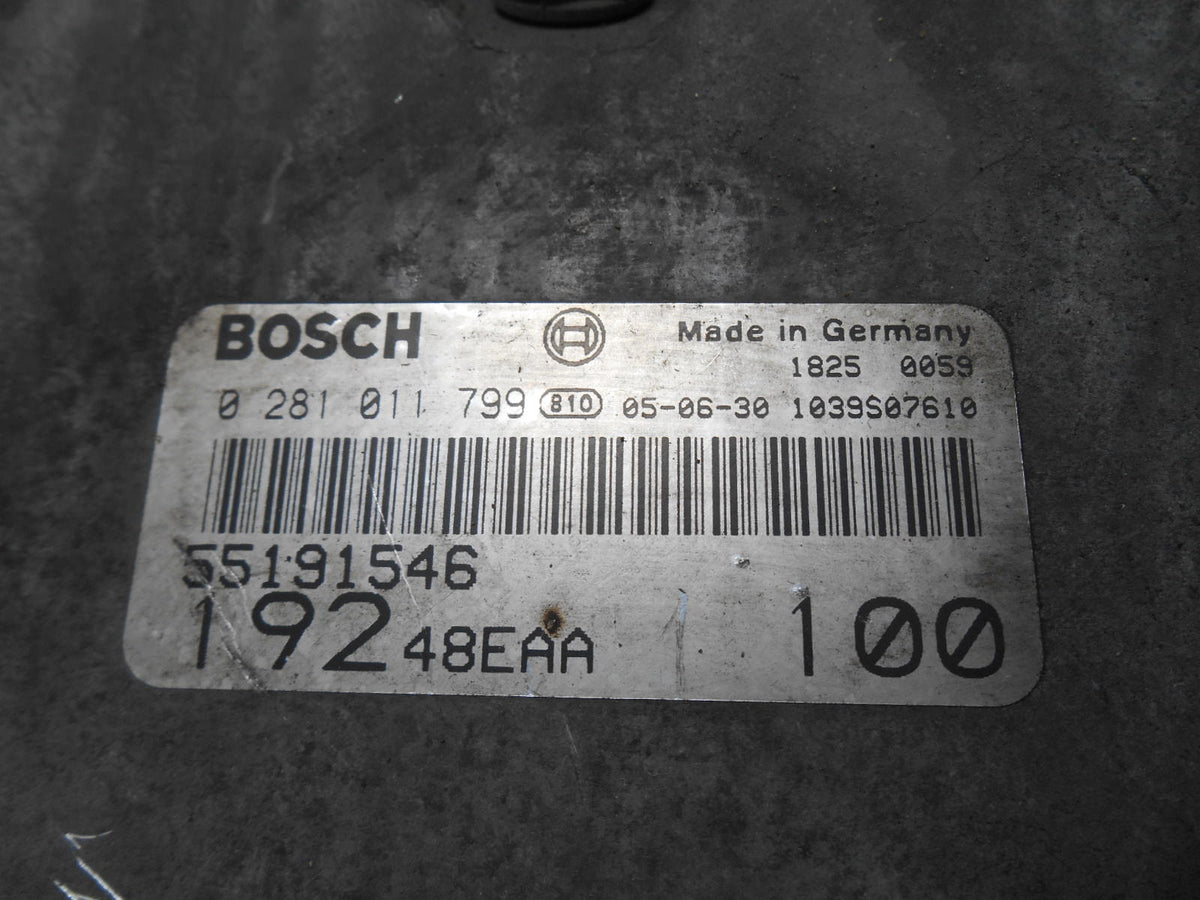 BOSCH Made in Germany
1825 0059
0 281 011 799 810 05-06-30 1039S07610
55191546
192 48EAA 100